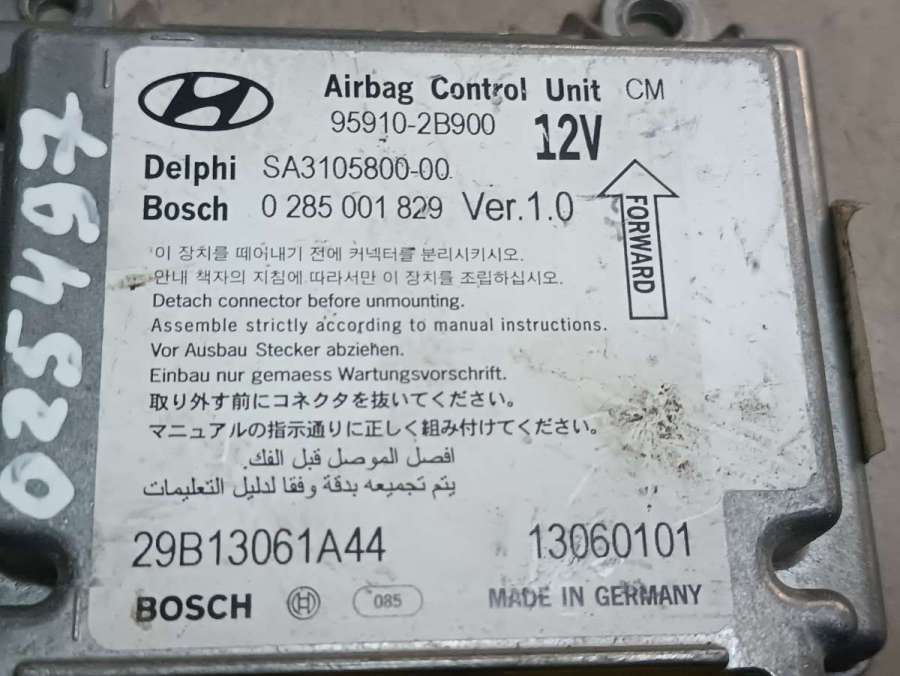 Airbag Control Unit CM
95910-2B900
12V
Delphi SA3105800-00
Bosch 0 285 001 829 Ver.1.0
FORWARD
이 장치를 떼어내기 전에 커넥터를 분리시키시오.
안내 책자의 지침에 따라서만 이 장치를 조립하십시오.
Detach connector before unmounting.
Assemble strictly according to manual instructions.
Vor Ausbau Stecker abziehen.
Einbau nur gemaess Wartungsvorschrift.
取り外す前にコネクタを抜いてください。
マニュアルの指示通りに正しく組み付けてください。
افصل الموصل قبل الفك.
يتم تجميعه بدقة وفقا لدليل التعليمات
29B13061A44 13060101
BOSCH 085 MADE IN GERMANY
025497